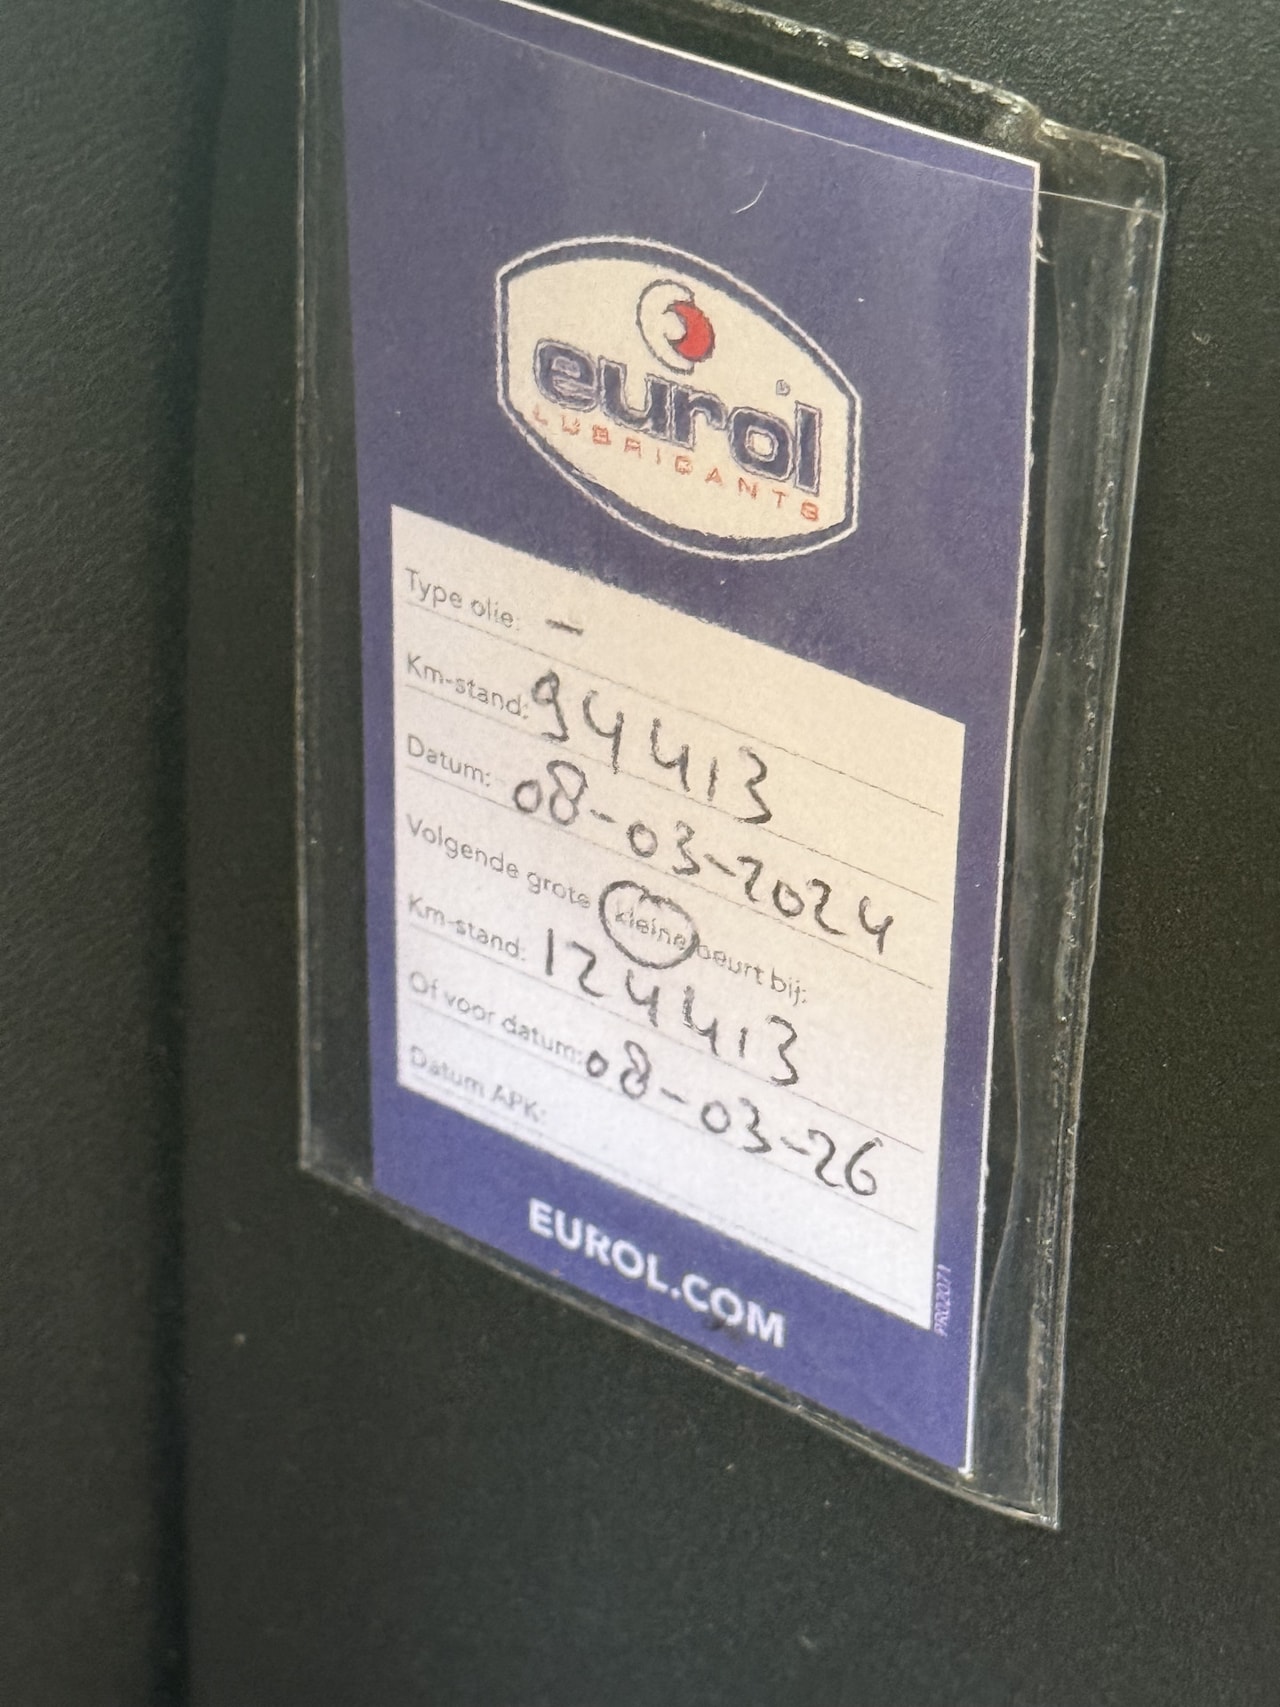 eurol
LUBRICANTS
Type olie: -
Km-stand: 94413
Datum: 08-03-2024
Volgende grote kleine beurt bij:
Km-stand: 124413
Of voor datum: 08-03-26
Datum APK:
EUROL.COM
PR02071